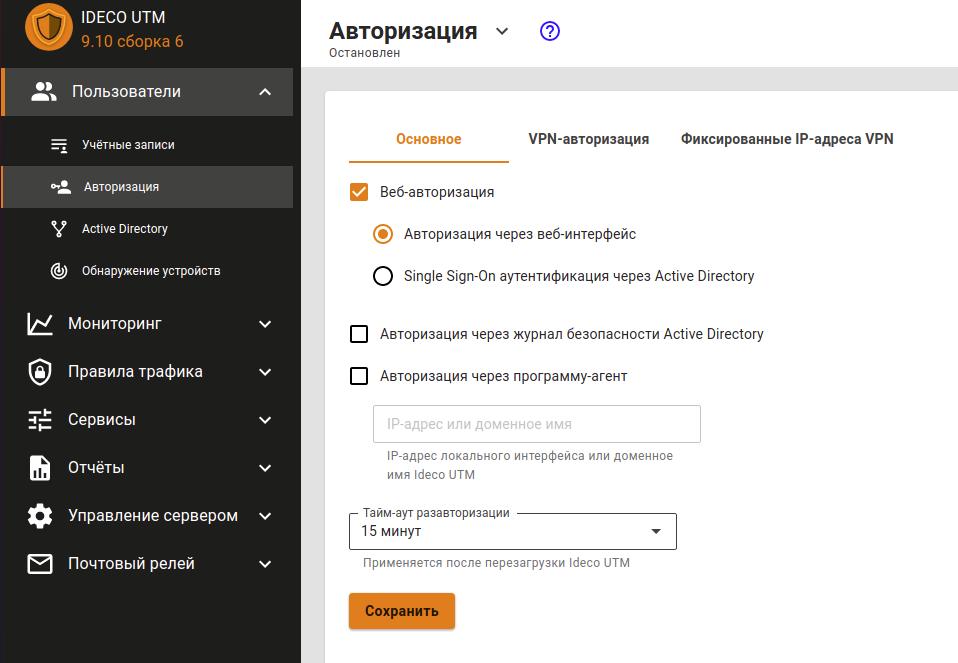 IDECO UTM
9.10 сборка 6
Пользователи
Учётные записи
Авторизация
Active Directory
Обнаружение устройств
Мониторинг
Правила трафика
Сервисы
Отчёты
Управление сервером
Почтовый релей
Авторизация
Остановлен
Основное VPN-авторизация Фиксированные IP-адреса VPN
Веб-авторизация
Авторизация через веб-интерфейс
Single Sign-On аутентификация через Active Directory
Авторизация через журнал безопасности Active Directory
Авторизация через программу-агент
IP-адрес или доменное имя
IP-адрес локального интерфейса или доменное
имя Ideco UTM
Тайм-аут разавторизации
15 минут
Применяется после перезагрузки Ideco UTM
Сохранить